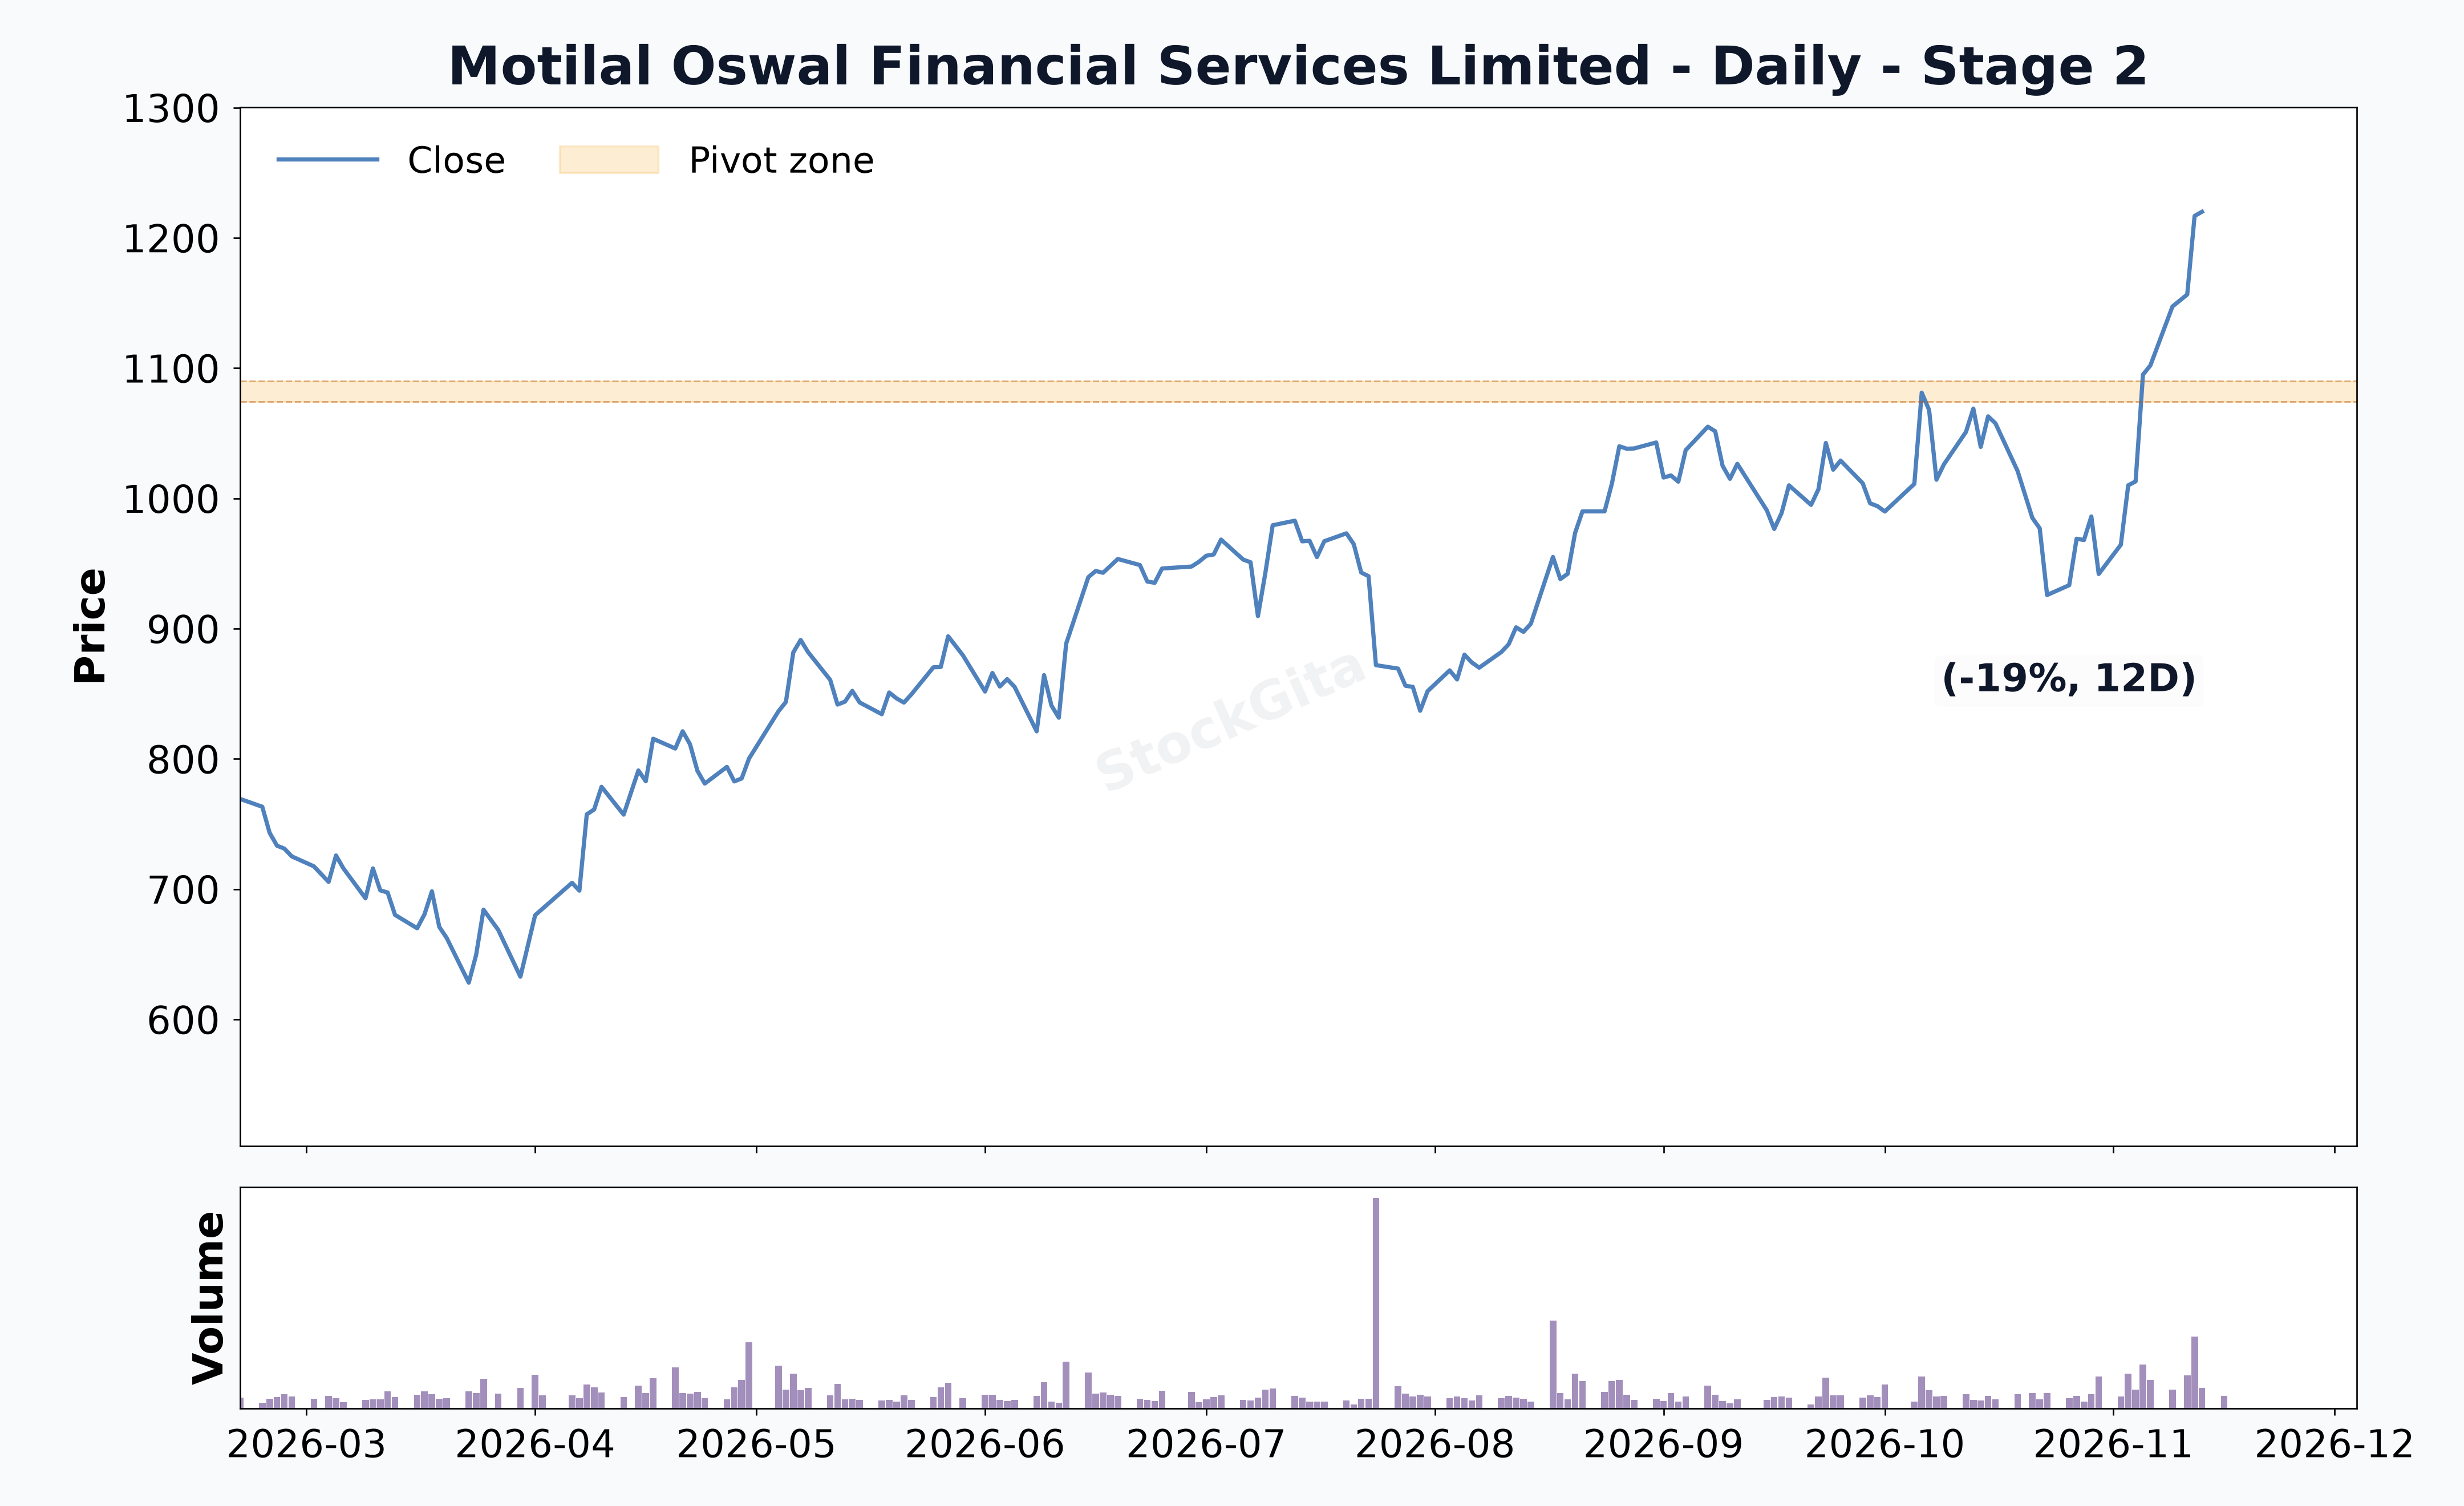 Motilal Oswal Financial Services Limited - Daily - Stage 2
1300
Close
Pivot zone
1200
1100
1000
900
800
700
600
Price
(-19%, 12D)
StockGita
Volume
2026-03
2026-04
2026-05
2026-06
2026-07
2026-08
2026-09
2026-10
2026-11
2026-12